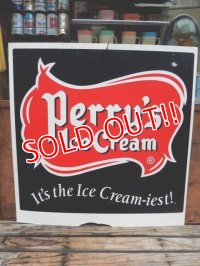 Perry's
Ice Cream®
SOLD OUT!!
It's the Ice Cream-iest!